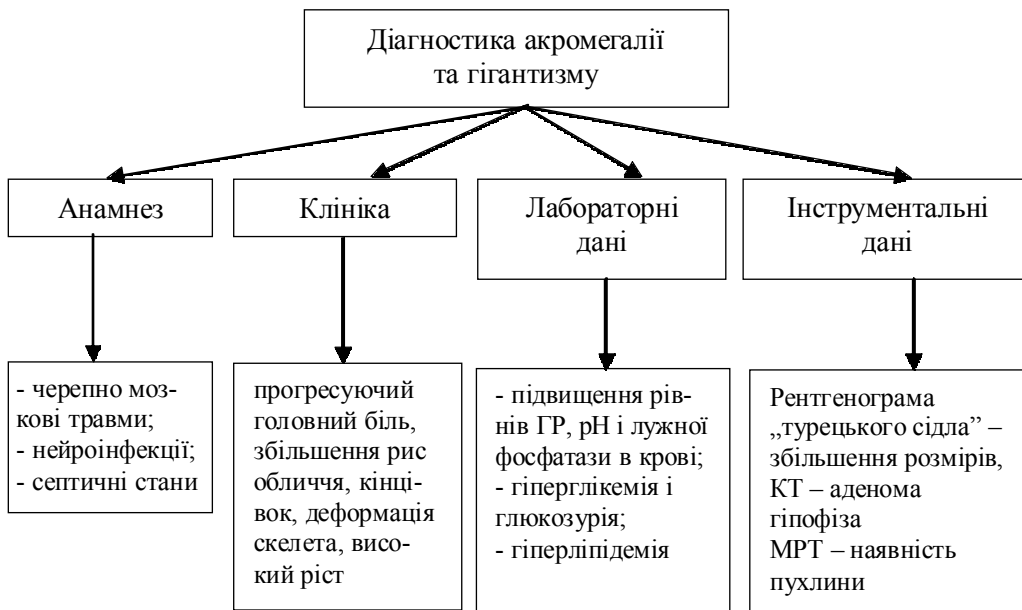 Діагностика акромегалії
та гігантизму
Анамнез
Клініка
Лабораторні
дані
Інструментальні
дані
- черепно моз-
кові травми;
- нейроінфекції;
- септичні стани
прогресуючий
головний біль,
збільшення рис
обличчя, кінці-
вок, деформація
скелета, висо-
кий ріст
- підвищення рів-
нів ГР, рН і лужної
фосфатази в крові;
- гіперглікемія і
глюкозурія;
- гіперліпідемія
Рентгенограма
„турецького сідла” –
збільшення розмірів,
КТ – аденома
гіпофіза
МРТ – наявність
пухлини